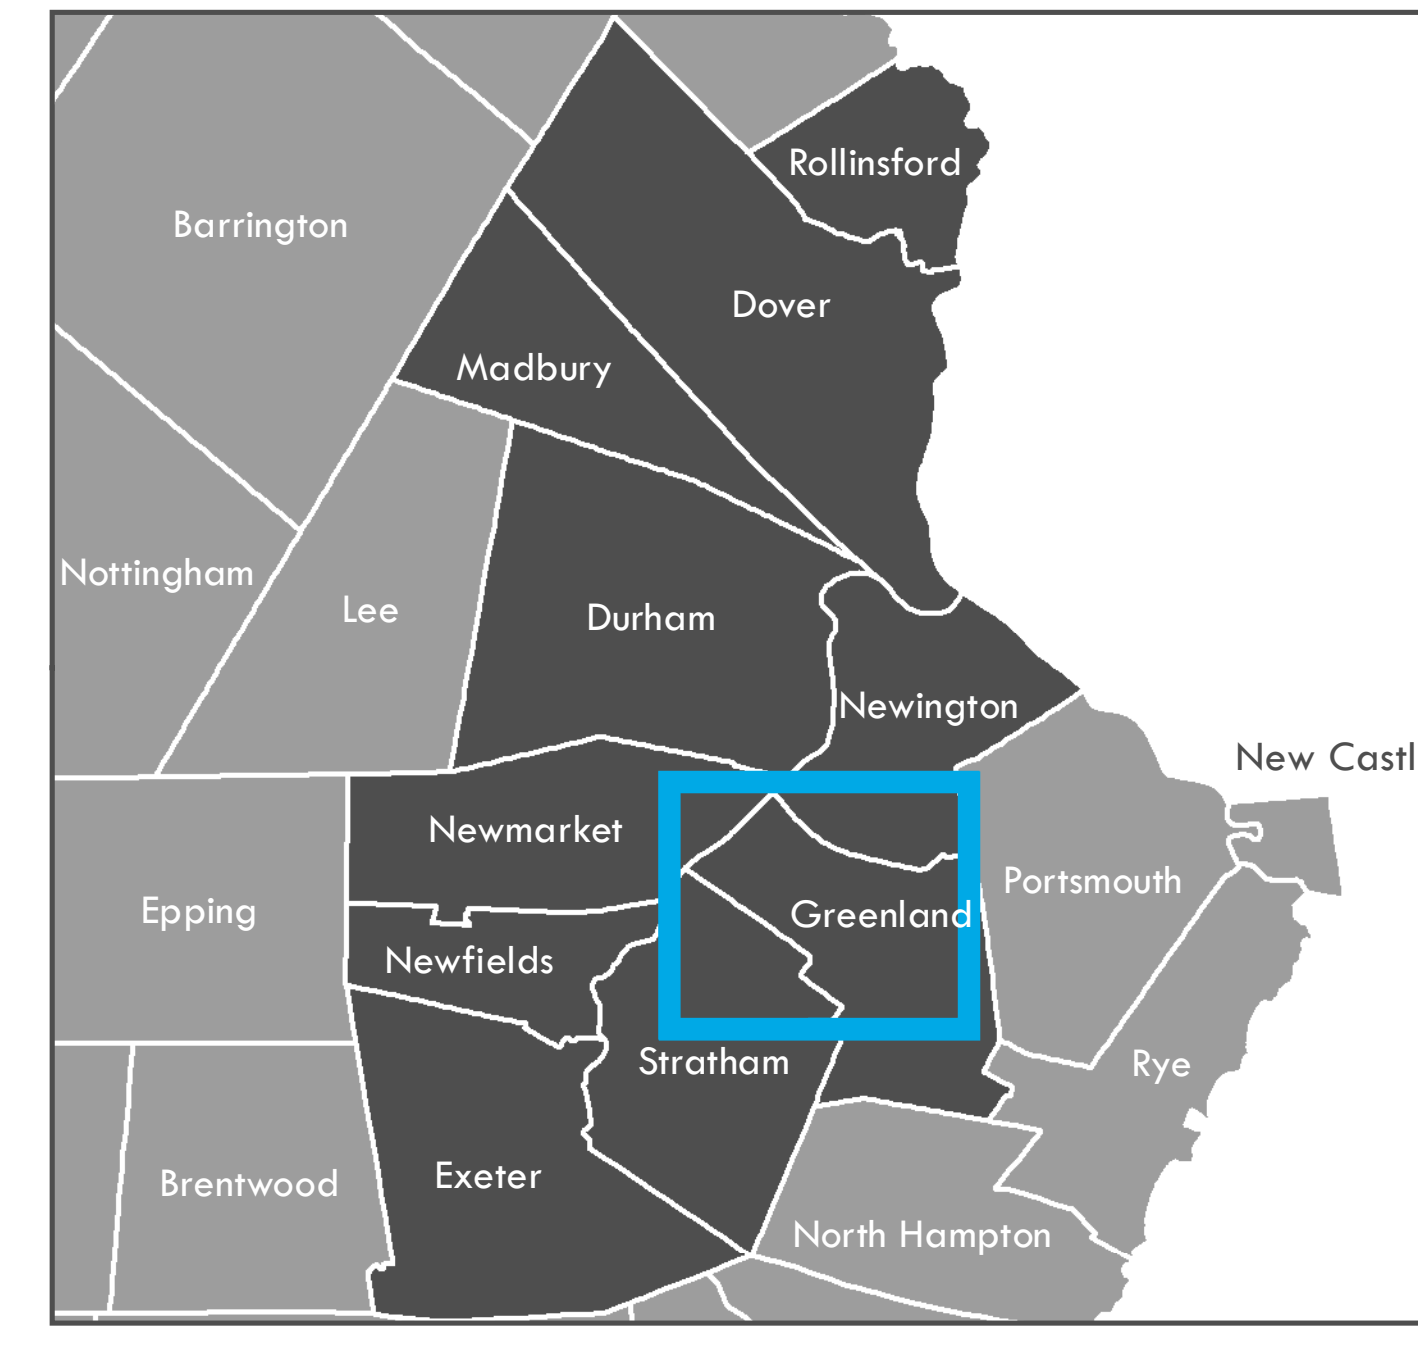 Rollinsford
Barrington
Dover
Madbury
Nottingham
Lee
Durham
Newington
New Castl
Newmarket
Portsmouth
Epping
Greenland
Newfields
Stratham
Rye
Exeter
Brentwood
North Hampton